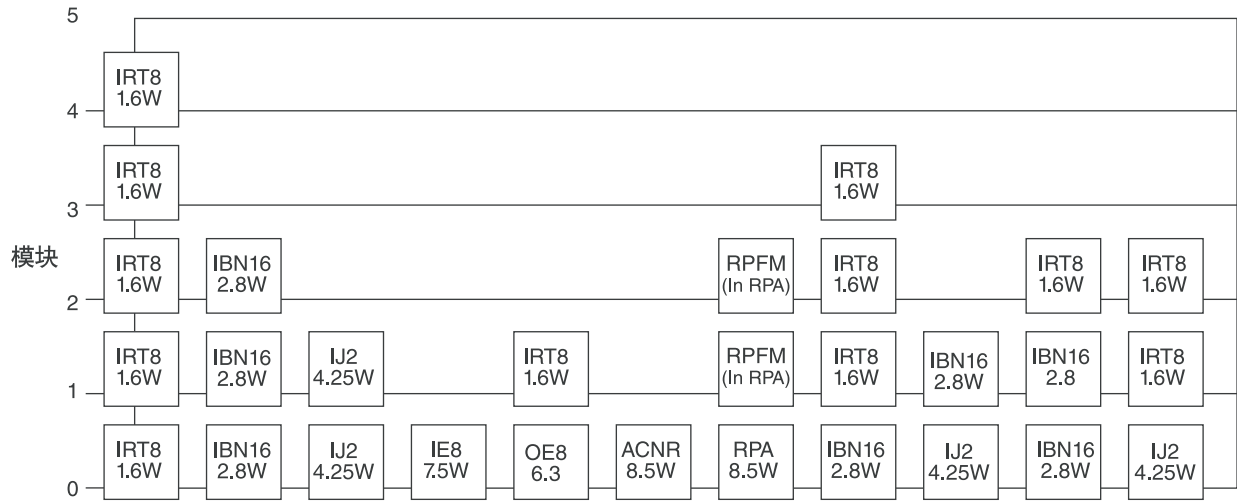 5
IRT8
1.6W
4
IRT8
1.6W
IRT8
1.6W
3
模块
IRT8
1.6W
IBN16
2.8W
RPFM
(In RPA)
IRT8
1.6W
IRT8
1.6W
IRT8
1.6W
2
IRT8
1.6W
IBN16
2.8W
IJ2
4.25W
IRT8
1.6W
RPFM
(In RPA)
IRT8
1.6W
IBN16
2.8W
IBN16
2.8
IRT8
1.6W
1
IRT8
1.6W
IBN16
2.8W
IJ2
4.25W
IE8
7.5W
OE8
6.3
ACNR
8.5W
RPA
8.5W
IBN16
2.8W
IJ2
4.25W
IBN16
2.8W
IJ2
4.25W
0